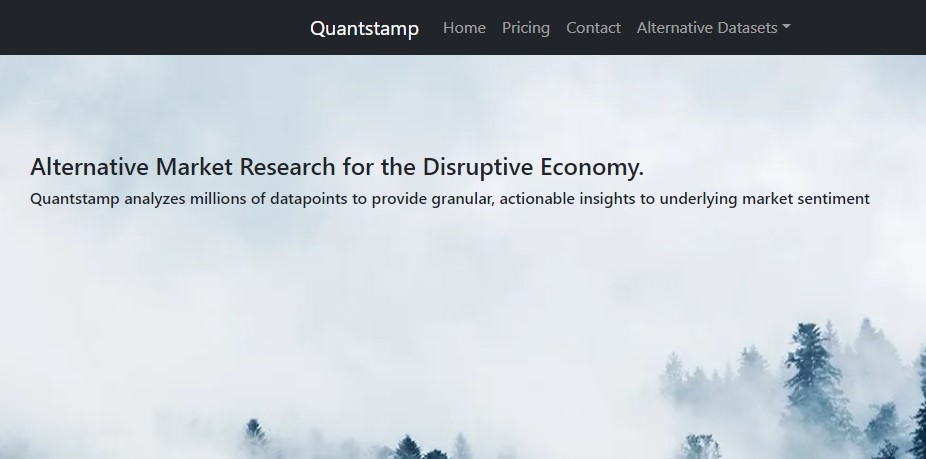 Quantstamp Home Pricing Contact Alternative Datasets
Alternative Market Research for the Disruptive Economy.
Quantstamp analyzes millions of datapoints to provide granular, actionable insights to underlying market sentiment